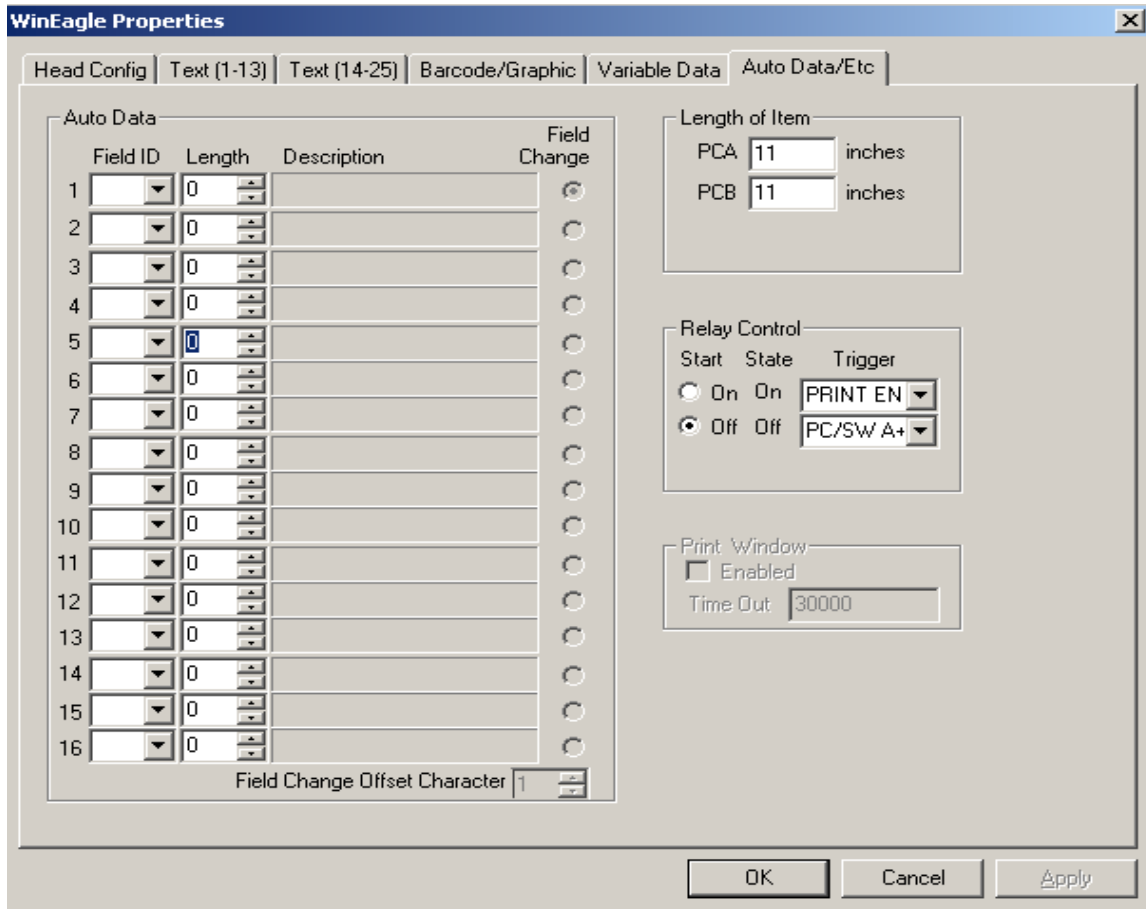 WinEagle Properties
Head Config Text (1-13) Text (14-25) Barcode/Graphic Variable Data Auto Data/Etc
Auto Data
Field ID Length Description Field Change
1 0
2 0
3 0
4 0
5 0
6 0
7 0
8 0
9 0
10 0
11 0
12 0
13 0
14 0
15 0
16 0
Field Change Offset Character 1
Length of Item
PCA 11 inches
PCB 11 inches
Relay Control
Start State Trigger
On On PRINT EN
Off Off PC/SW A+
Print Window
Enabled
Time Out 30000
OK Cancel Apply